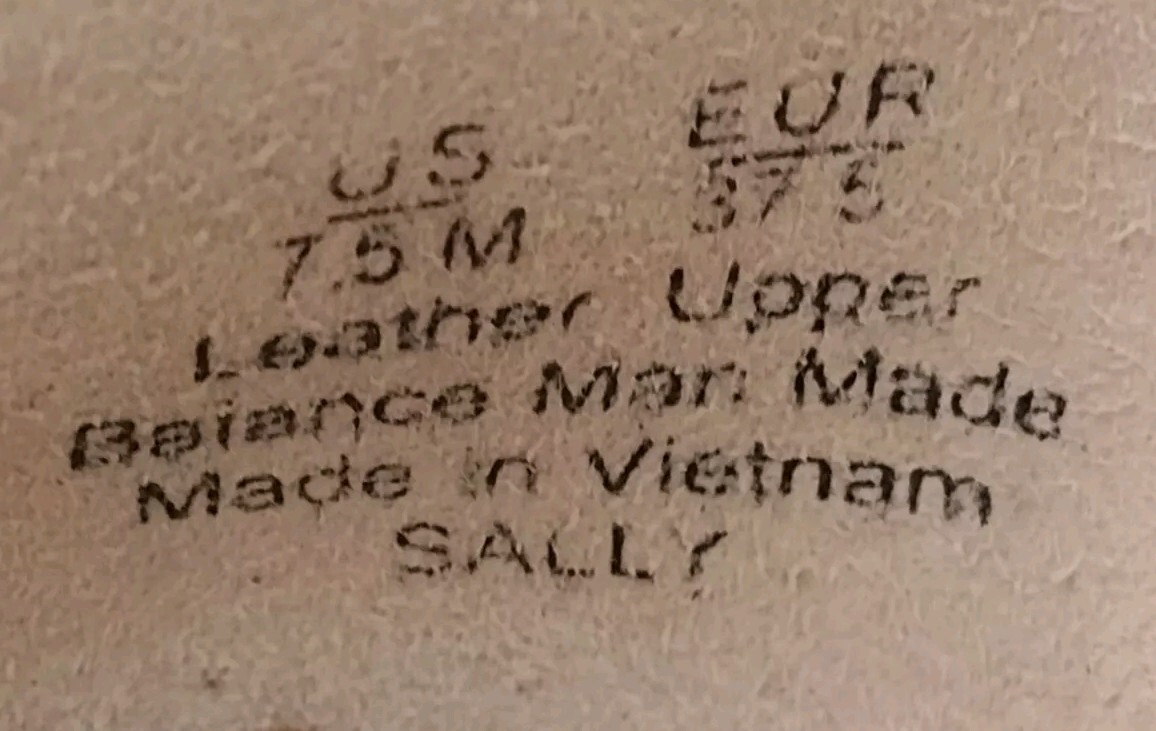 US EUR
7.5 M 37 5
Leather Upper
Balance Man Made
Made in Vietnam
SALLY